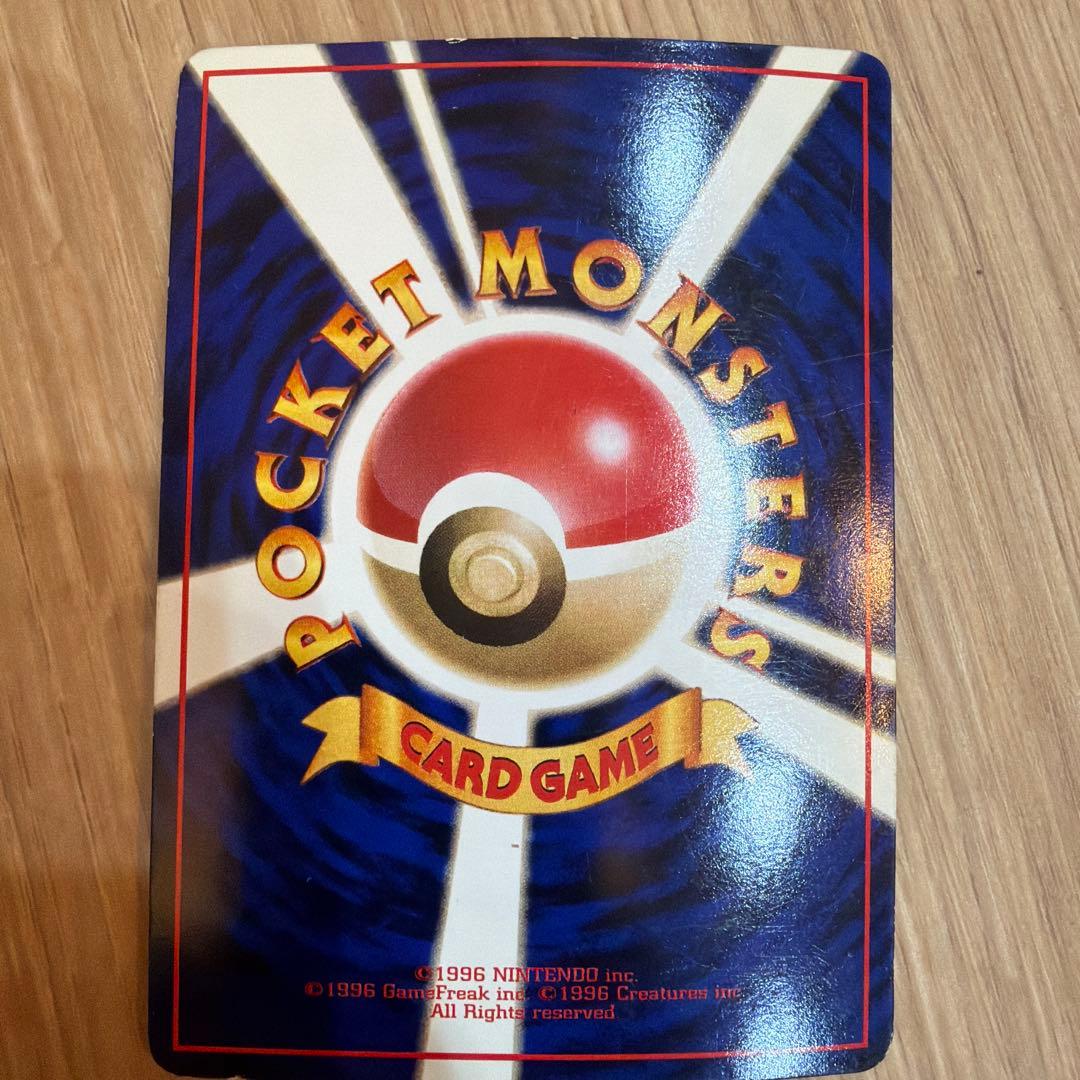 POCKET MONSTERS
CARD GAME
©1996 NINTENDO inc.
©1996 GameFreak inc. ©1996 Creatures inc.
All Rights reserved